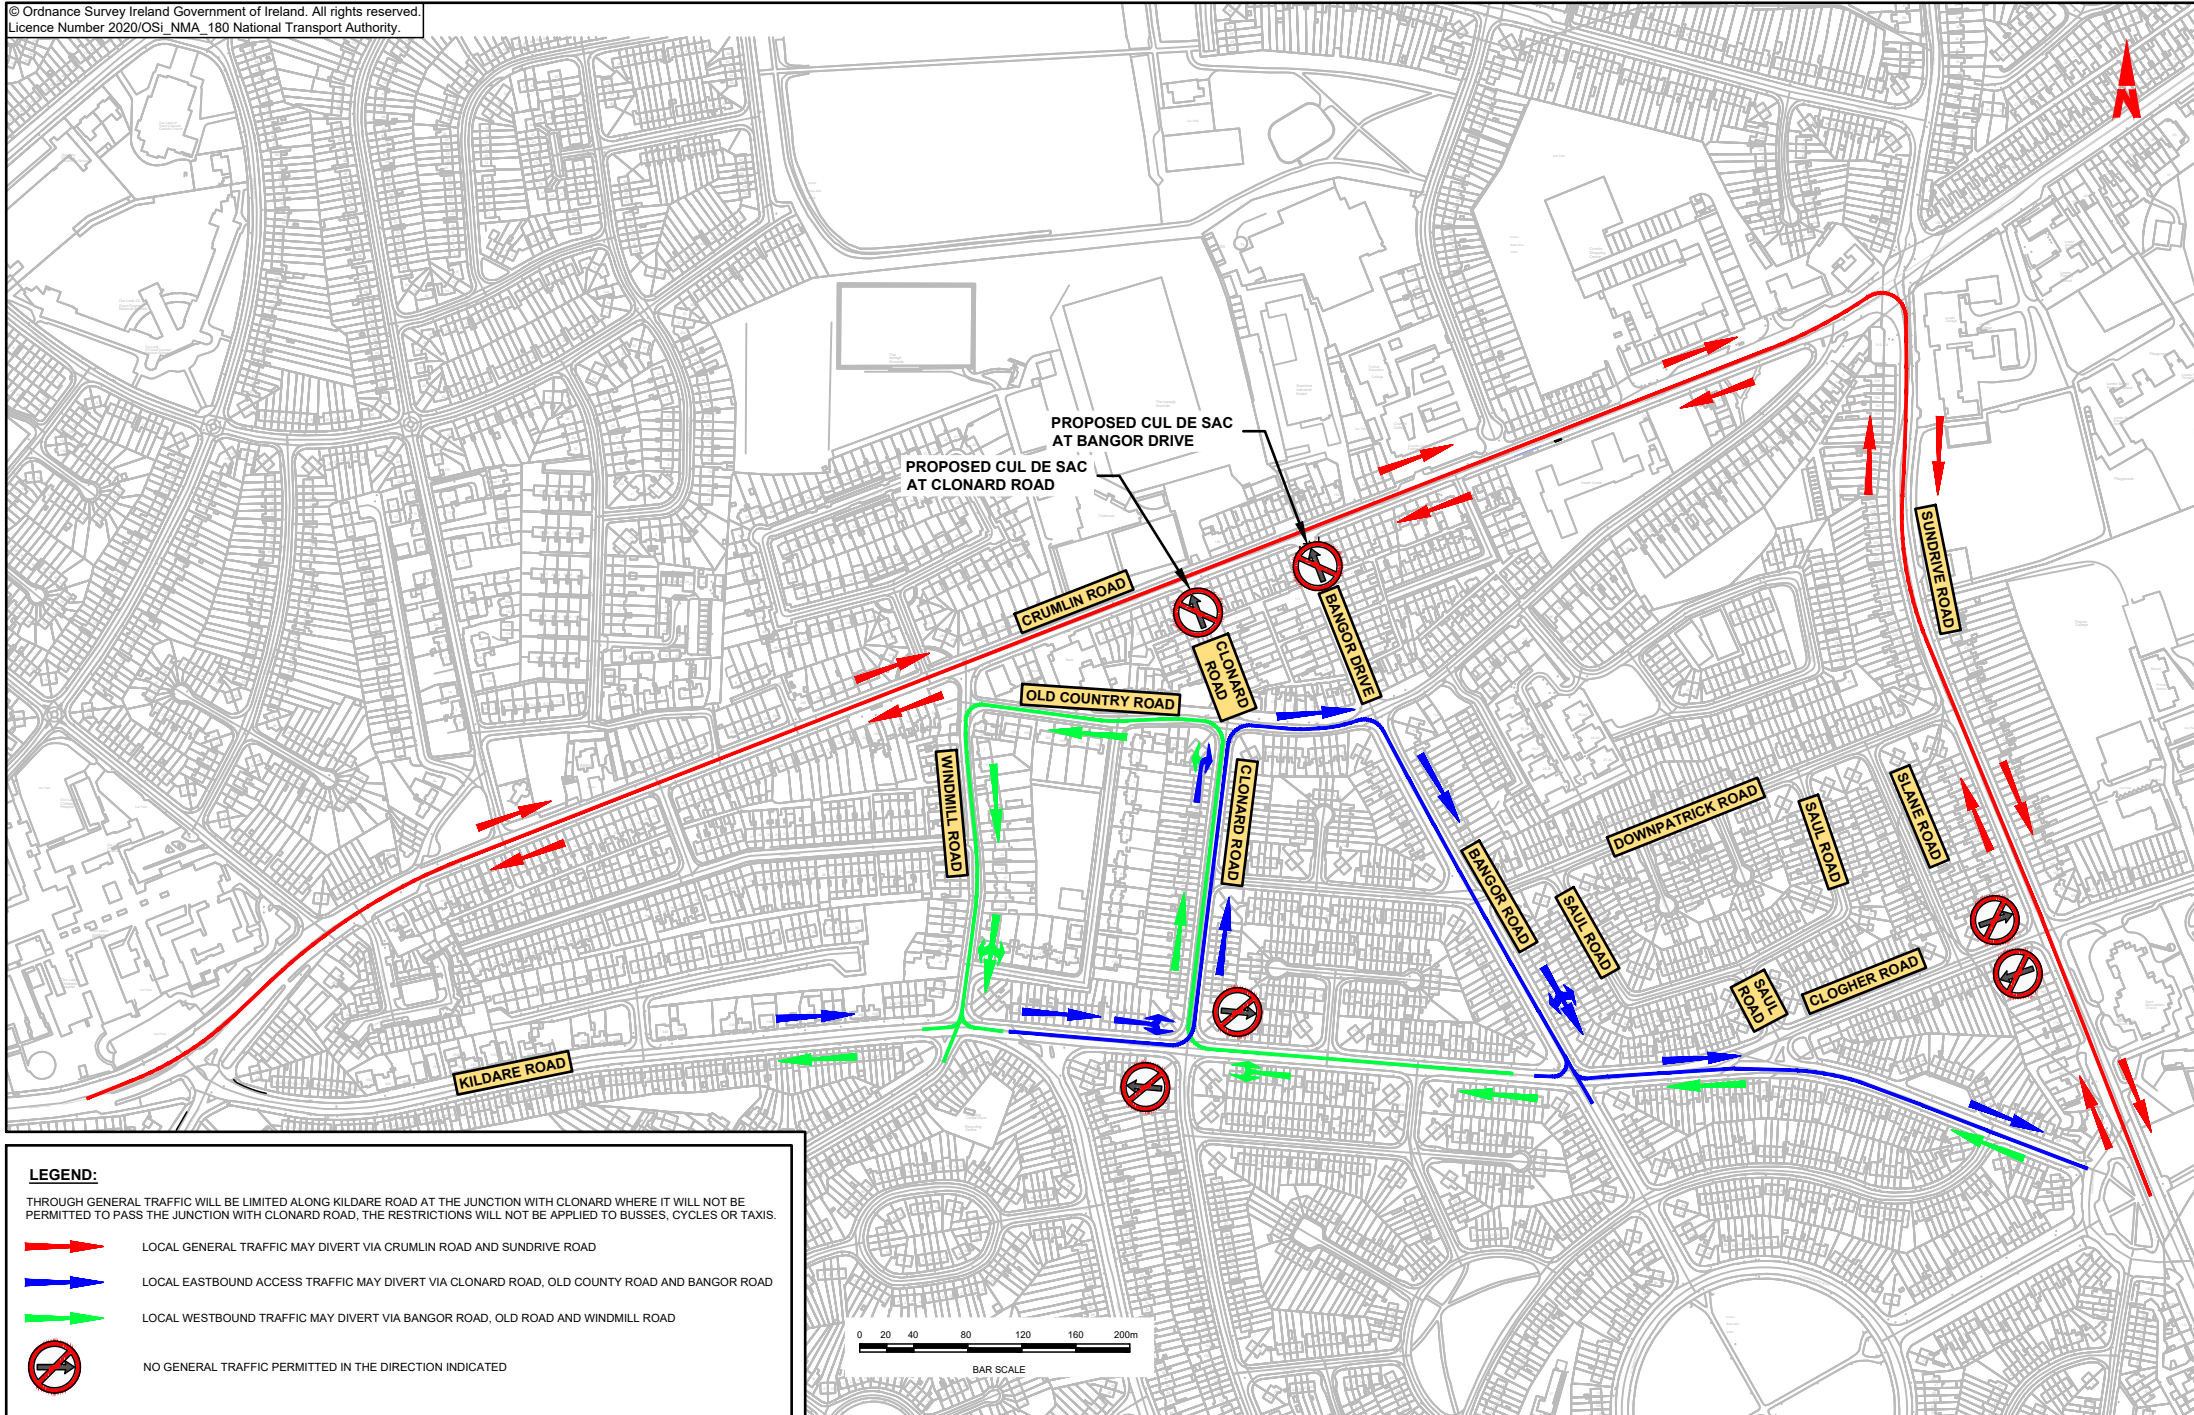 © Ordnance Survey Ireland Government of Ireland. All rights reserved.
Licence Number 2020/OSi_NMA_180 National Transport Authority.
N
PROPOSED CUL DE SAC
AT BANGOR DRIVE
PROPOSED CUL DE SAC
AT CLONARD ROAD
CRUMLIN ROAD
SUNDRIVE ROAD
BANGOR DRIVE
CLONARD
ROAD
OLD COUNTRY ROAD
WINDMILL ROAD
CLONARD ROAD
DOWNPATRICK ROAD
SAUL ROAD
SLANE ROAD
BANGOR ROAD
SAUL ROAD
SAUL
ROAD
CLOGHER ROAD
KILDARE ROAD
LEGEND:
THROUGH GENERAL TRAFFIC WILL BE LIMITED ALONG KILDARE ROAD AT THE JUNCTION WITH CLONARD WHERE IT WILL NOT BE
PERMITTED TO PASS THE JUNCTION WITH CLONARD ROAD, THE RESTRICTIONS WILL NOT BE APPLIED TO BUSSES, CYCLES OR TAXIS.
LOCAL GENERAL TRAFFIC MAY DIVERT VIA CRUMLIN ROAD AND SUNDRIVE ROAD
LOCAL EASTBOUND ACCESS TRAFFIC MAY DIVERT VIA CLONARD ROAD, OLD COUNTY ROAD AND BANGOR ROAD
LOCAL WESTBOUND TRAFFIC MAY DIVERT VIA BANGOR ROAD, OLD ROAD AND WINDMILL ROAD
NO GENERAL TRAFFIC PERMITTED IN THE DIRECTION INDICATED
0 20 40 80 120 160 200m
BAR SCALE